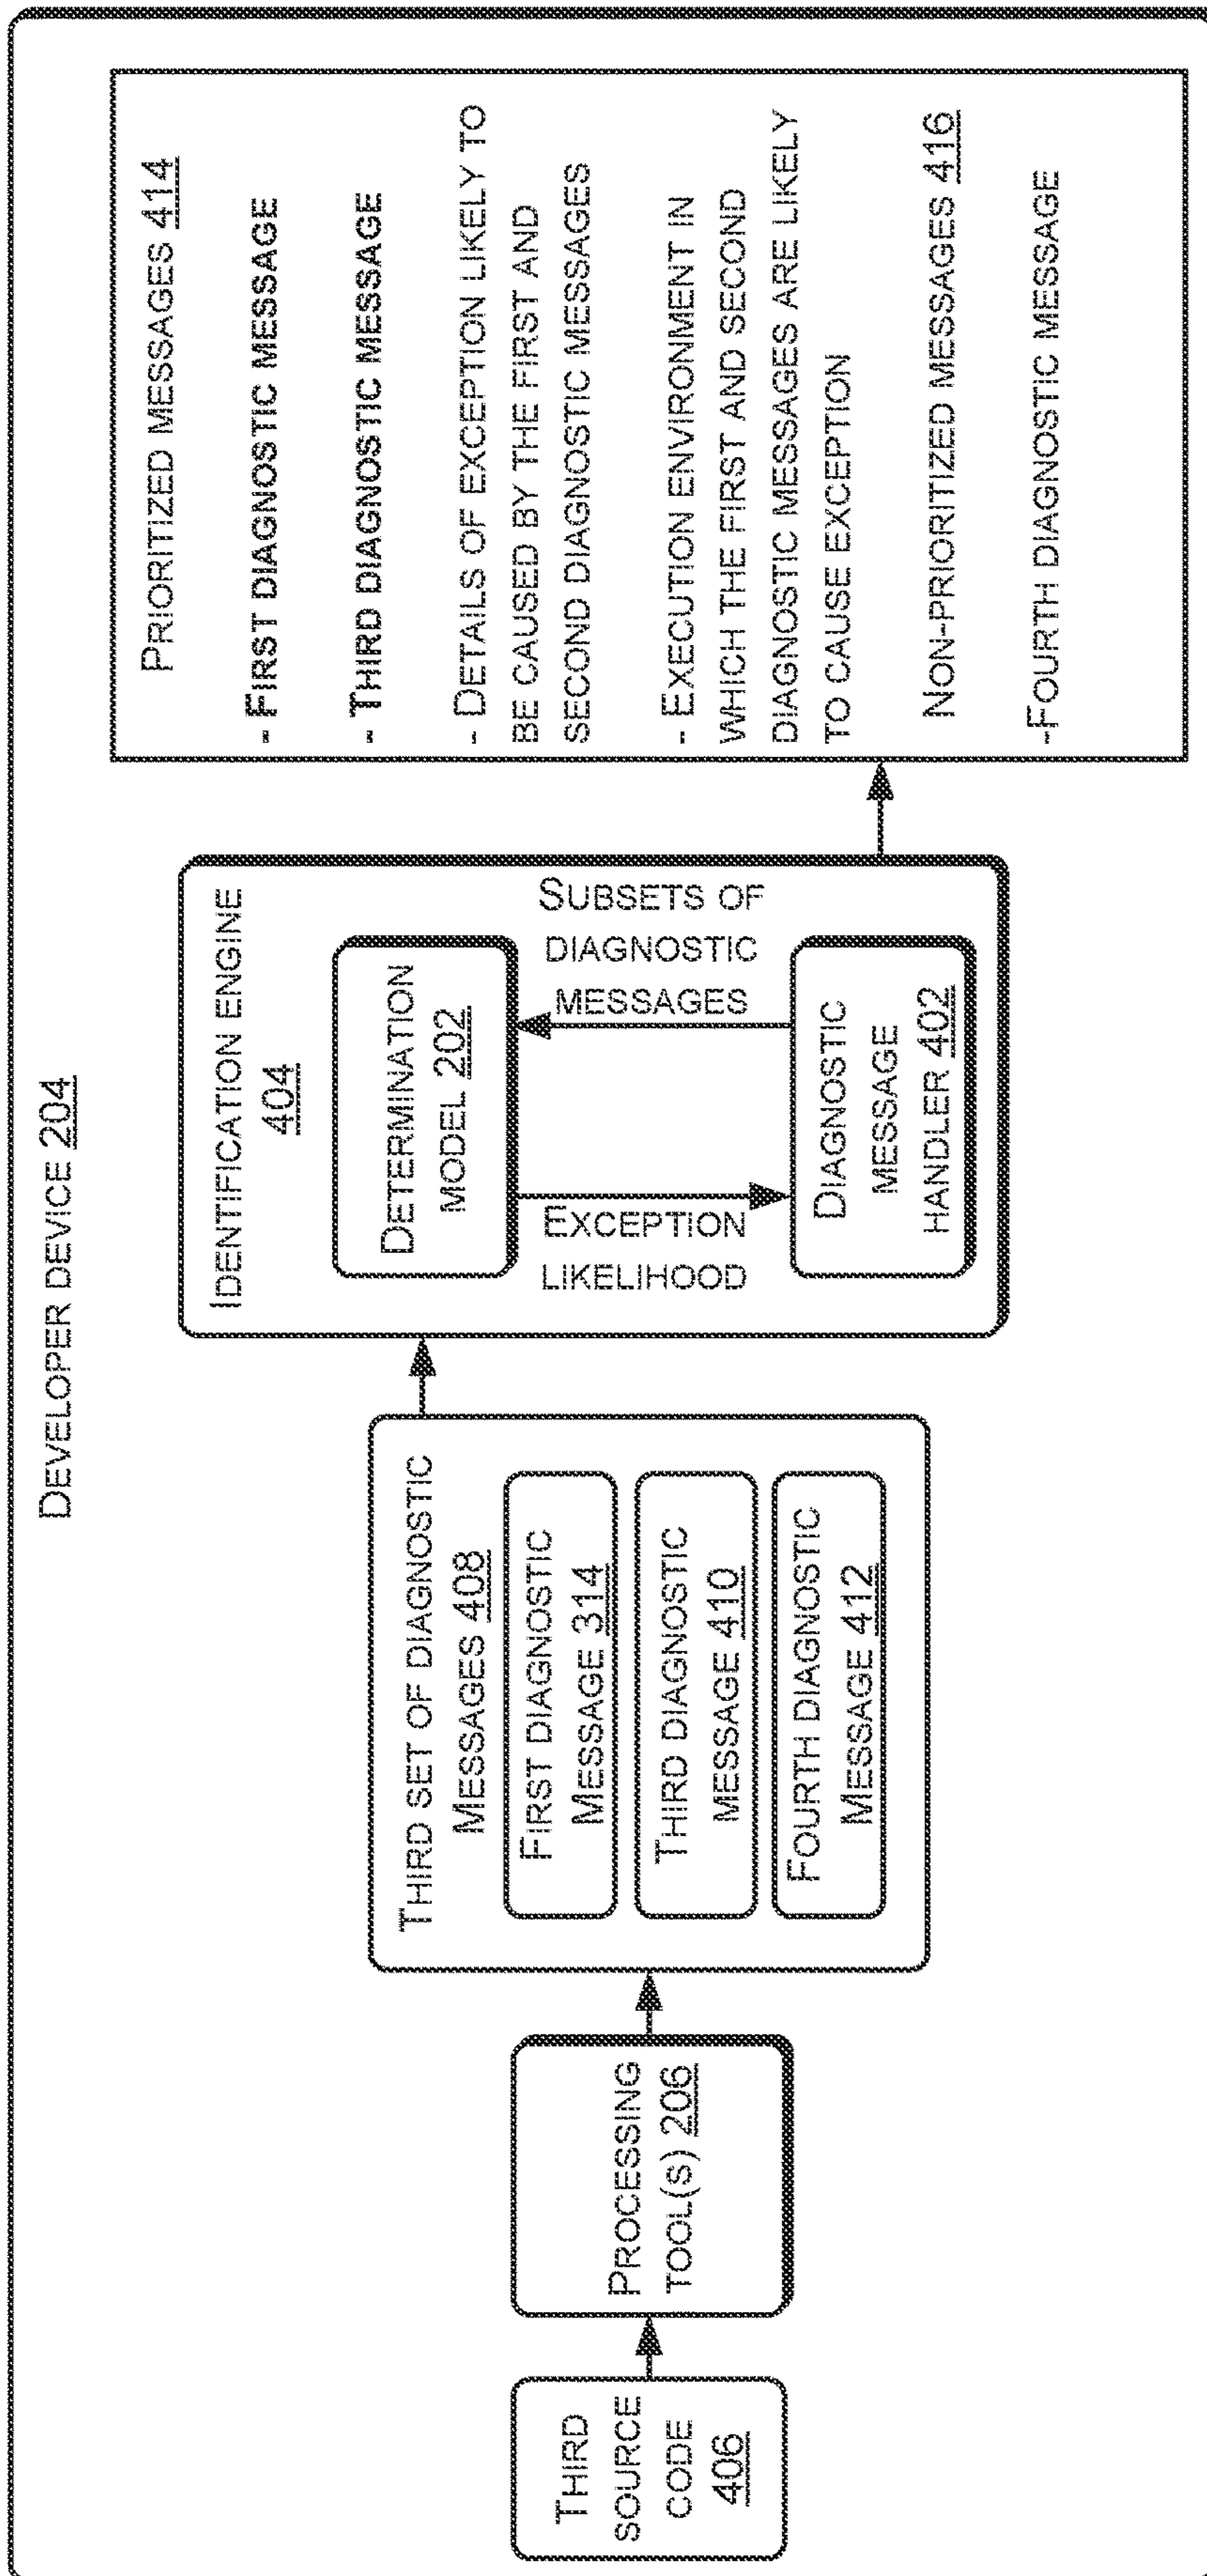 DEVELOPER DEVICE 204
THIRD
SOURCE
CODE
406
PROCESSING
TOOL(S) 206
THIRD SET OF DIAGNOSTIC
MESSAGES 408
FIRST DIAGNOSTIC
MESSAGE 314
THIRD DIAGNOSTIC
MESSAGE 410
FOURTH DIAGNOSTIC
MESSAGE 412
IDENTIFICATION ENGINE
404
DETERMINATION
MODEL 202
EXCEPTION
LIKELIHOOD
SUBSETS OF
DIAGNOSTIC
MESSAGES
DIAGNOSTIC
MESSAGE
HANDLER 402
PRIORITIZED MESSAGES 414
- FIRST DIAGNOSTIC MESSAGE
- THIRD DIAGNOSTIC MESSAGE
- DETAILS OF EXCEPTION LIKELY TO
BE CAUSED BY THE FIRST AND
SECOND DIAGNOSTIC MESSAGES
- EXECUTION ENVIRONMENT IN
WHICH THE FIRST AND SECOND
DIAGNOSTIC MESSAGES ARE LIKELY
TO CAUSE EXCEPTION
NON-PRIORITIZED MESSAGES 416
-FOURTH DIAGNOSTIC MESSAGE